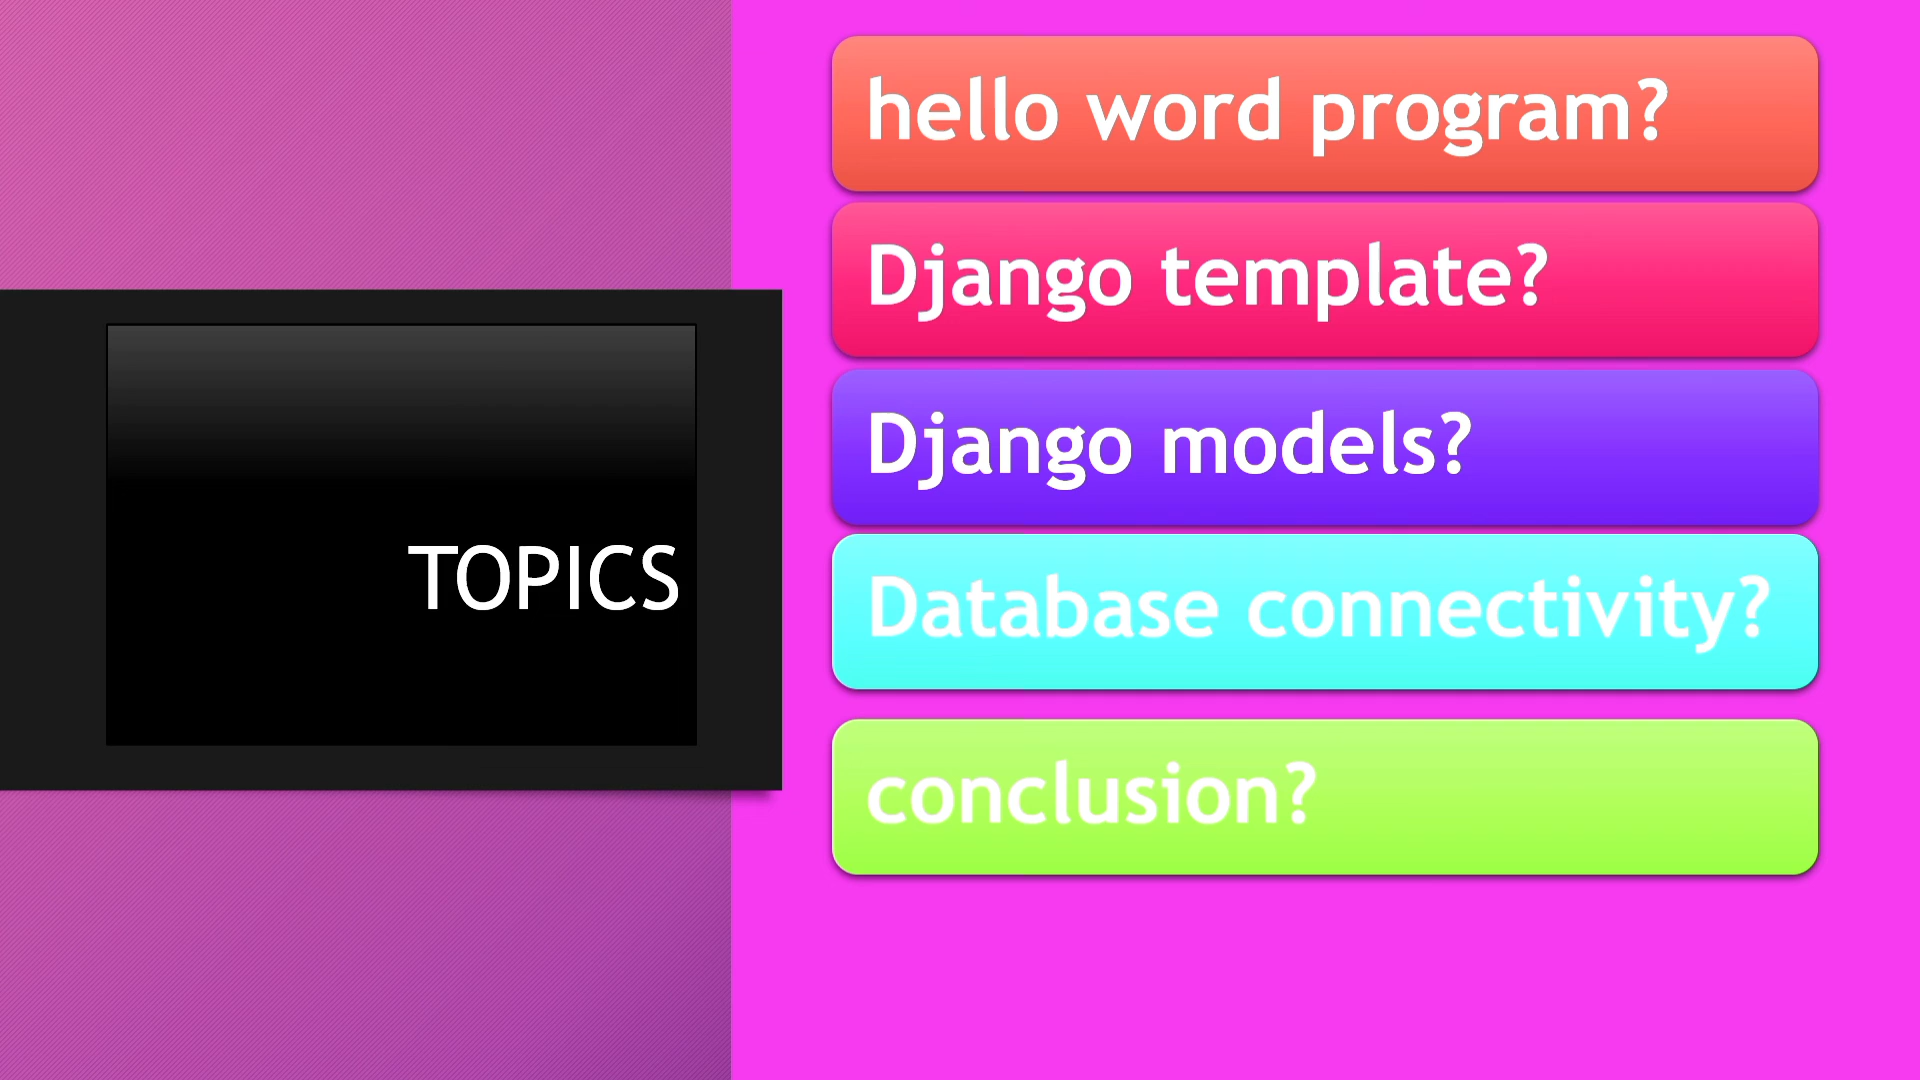 TOPICS
hello word program?
Django template?
Django models?
Database connectivity?
conclusion?